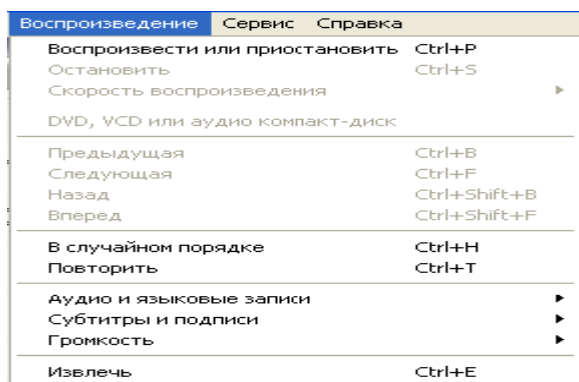 Воспроизведение Сервис Справка
Воспроизвести или приостановить Ctrl+P
Остановить Ctrl+S
Скорость воспроизведения
DVD, VCD или аудио компакт-диск
Предыдущая Ctrl+B
Следующая Ctrl+F
Назад Ctrl+Shift+B
Вперед Ctrl+Shift+F
В случайном порядке Ctrl+H
Повторить Ctrl+T
Аудио и языковые записи
Субтитры и подписи
Громкость
Извлечь Ctrl+E